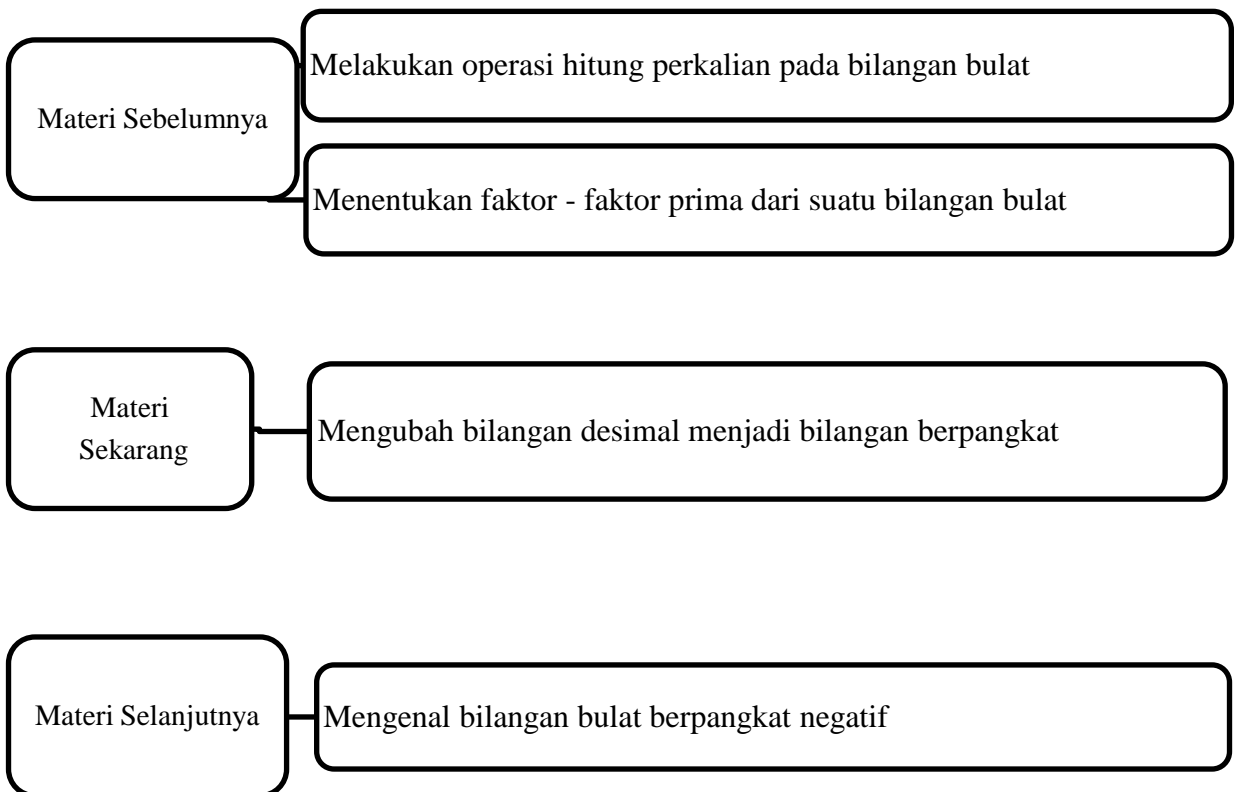 Materi Sebelumnya
Melakukan operasi hitung perkalian pada bilangan bulat
Menentukan faktor - faktor prima dari suatu bilangan bulat
Materi
Sekarang
Mengubah bilangan desimal menjadi bilangan berpangkat
Materi Selanjutnya
Mengenal bilangan bulat berpangkat negatif